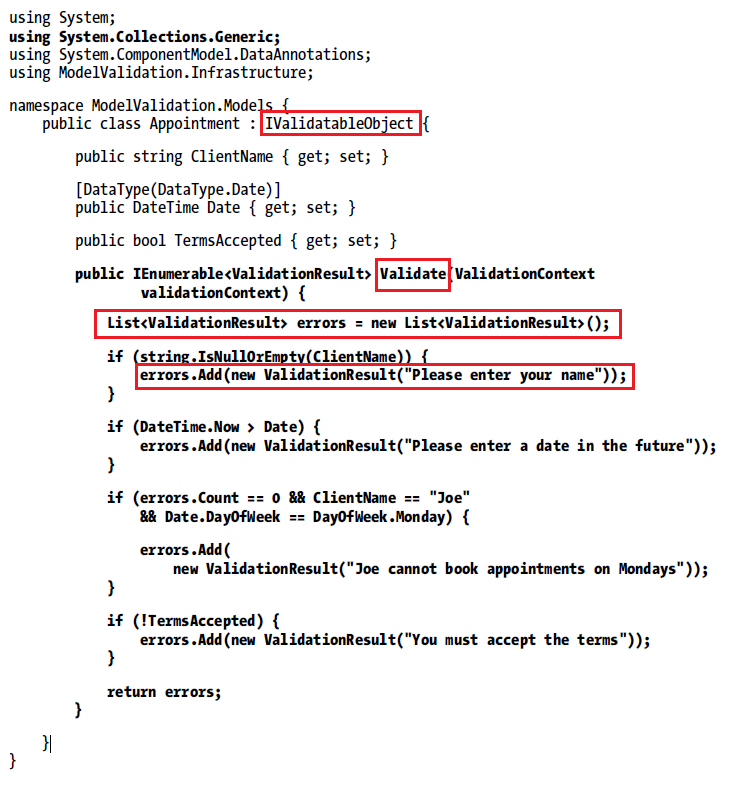 using System;
using System.Collections.Generic;
using System.ComponentModel.DataAnnotations;
using ModelValidation.Infrastructure;
namespace ModelValidation.Models {
public class Appointment : IValidatableObject {
public string ClientName { get; set; }
[DataType(DataType.Date)]
public DateTime Date { get; set; }
public bool TermsAccepted { get; set; }
public IEnumerable<ValidationResult> Validate(ValidationContext
validationContext) {
List<ValidationResult> errors = new List<ValidationResult>();
if (string.IsNullOrEmpty(ClientName)) {
errors.Add(new ValidationResult("Please enter your name"));
}
if (DateTime.Now > Date) {
errors.Add(new ValidationResult("Please enter a date in the future"));
}
if (errors.Count == 0 && ClientName == "Joe"
&& Date.DayOfWeek == DayOfWeek.Monday) {
errors.Add(
new ValidationResult("Joe cannot book appointments on Mondays"));
}
if (!TermsAccepted) {
errors.Add(new ValidationResult("You must accept the terms"));
}
return errors;
}
}
}